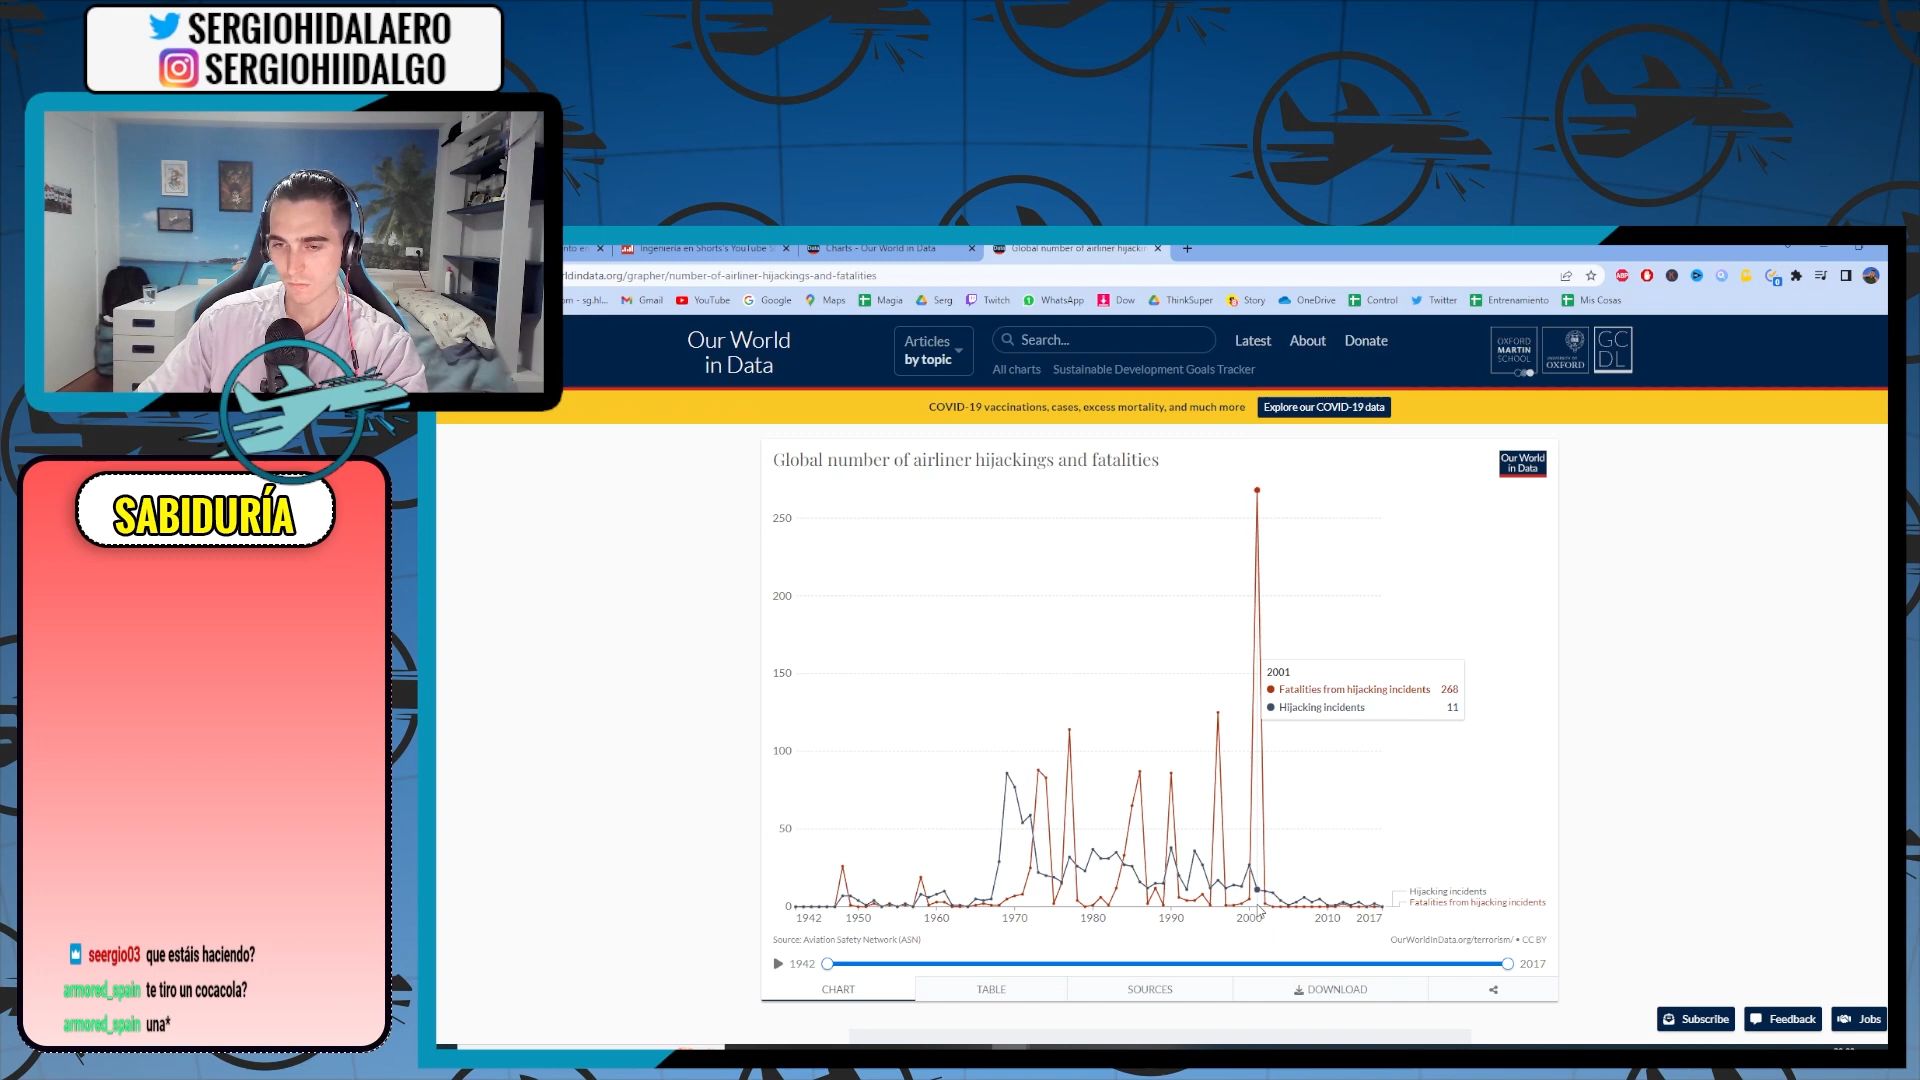 SERGIOHIDALAERO
SERGIOHIIDALGO
Ingeniería en Shorts's YouTube S
Charts - Our World in Data
Global number of airliner hijackin
ldindata.org/grapher/number-of-airliner-hijackings-and-fatalities
om - sg.hl...
Gmail
YouTube
Google
Maps
Magia
Serg
Twitch
WhatsApp
Dow
ThinkSuper
Story
OneDrive
Control
Twitter
Entrenamiento
Mis Cosas
Our World
in Data
Articles
by topic
Search...
Latest
About
Donate
All charts
Sustainable Development Goals Tracker
OXFORD
MARTIN
SCHOOL
UNIVERSITY OF
OXFORD
GC
DL
COVID-19 vaccinations, cases, excess mortality, and much more
Explore our COVID-19 data
Global number of airliner hijackings and fatalities
Our World
in Data
250
200
150
100
50
0
2001
Fatalities from hijacking incidents 268
Hijacking incidents 11
Hijacking incidents
Fatalities from hijacking incidents
1942 1950 1960 1970 1980 1990 2000 2010 2017
Source: Aviation Safety Network (ASN)
OurWorldInData.org/terrorism/ • CC BY
1942
2017
CHART
TABLE
SOURCES
DOWNLOAD
Subscribe
Feedback
Jobs
SABIDURÍA
seergio03 que estáis haciendo?
armored_spain te tiro un cocacola?
armored_spain una*